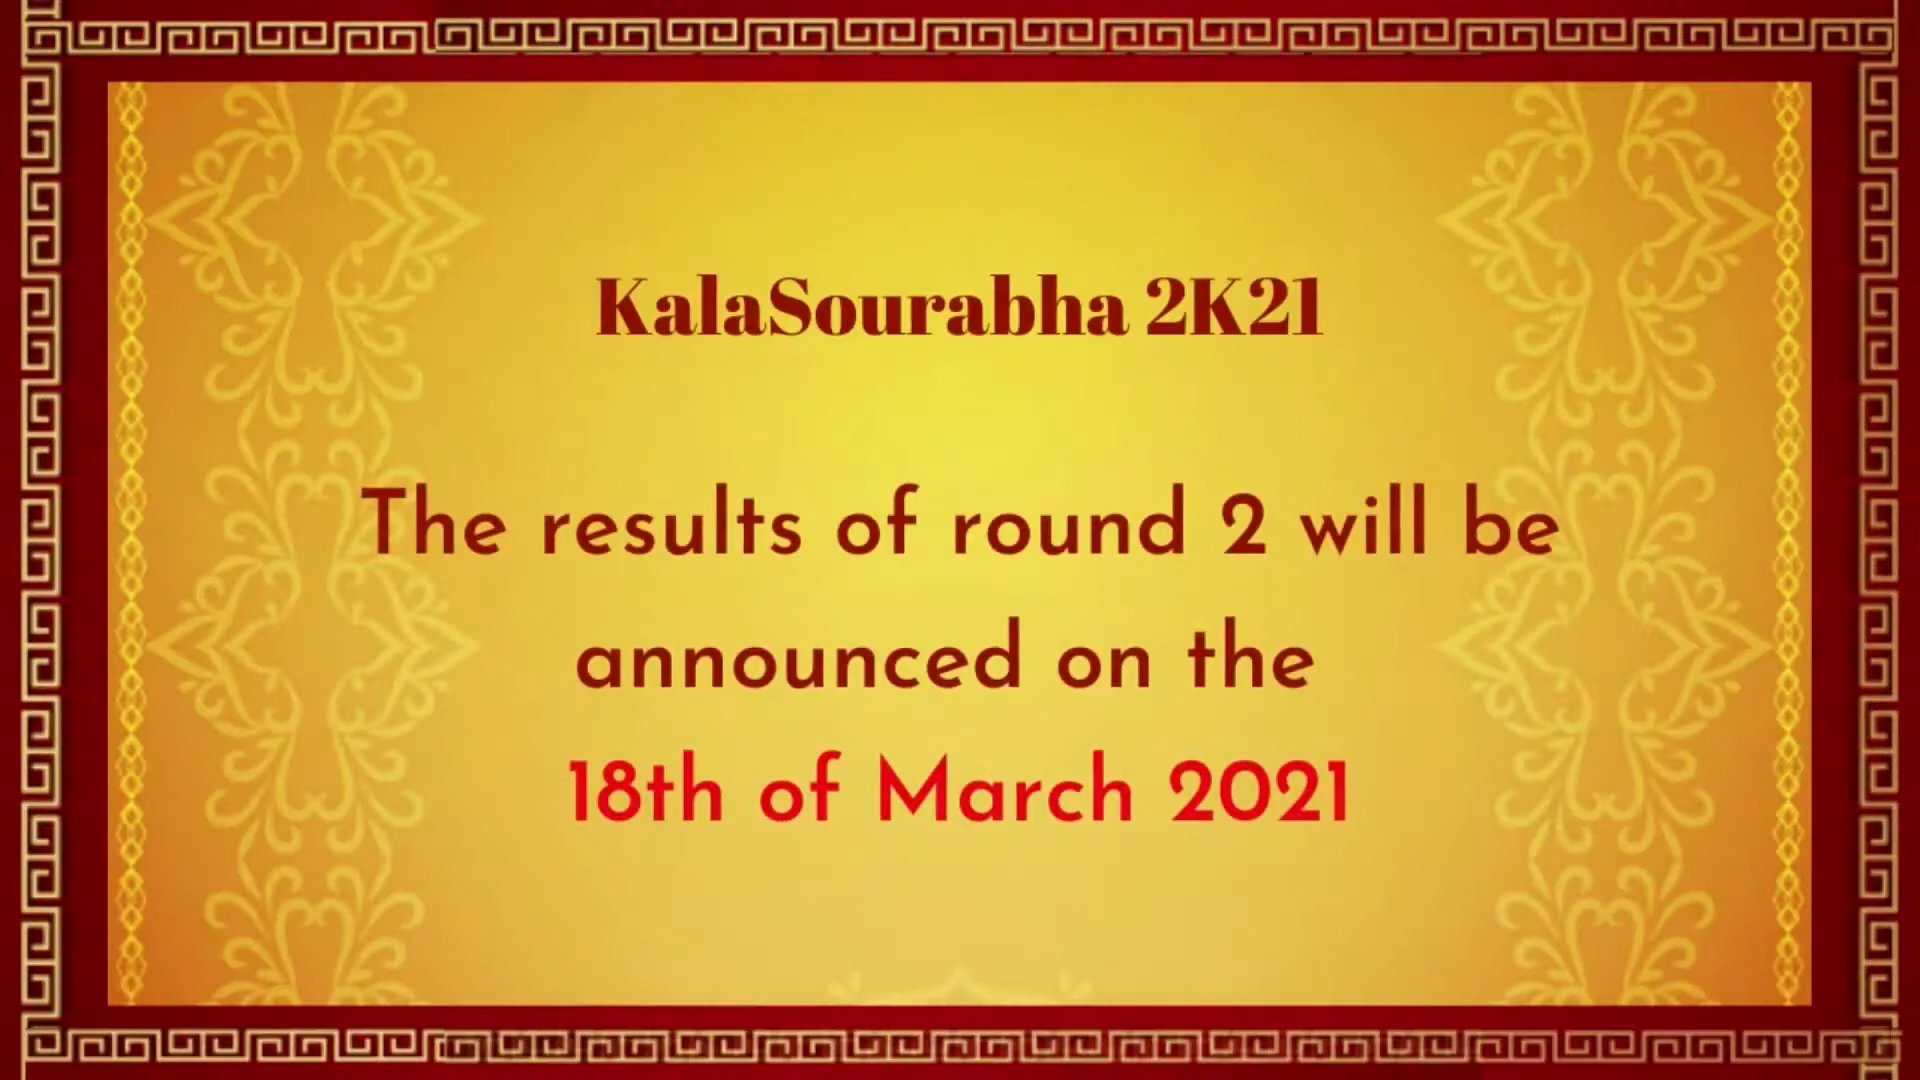 KalaSourabha 2K21
The results of round 2 will be
announced on the
18th of March 2021